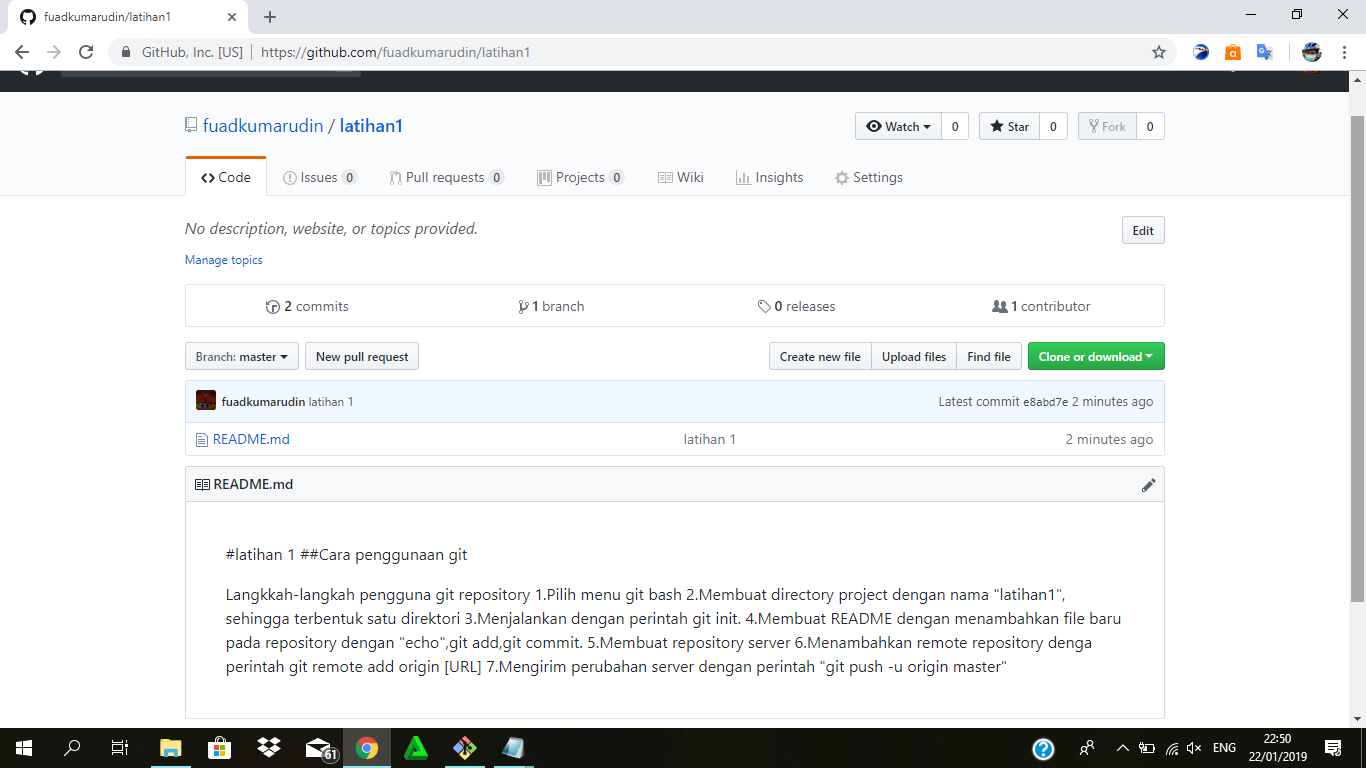 fuadkumarudin/latihan1
GitHub, Inc. [US] https://github.com/fuadkumarudin/latihan1
fuadkumarudin / latihan1
Watch 0 Star 0 Fork 0
Code Issues 0 Pull requests 0 Projects 0 Wiki Insights Settings
No description, website, or topics provided.
Edit
Manage topics
2 commits 1 branch 0 releases 1 contributor
Branch: master New pull request Create new file Upload files Find file Clone or download
fuadkumarudin latihan 1 Latest commit e8abd7e 2 minutes ago
README.md latihan 1 2 minutes ago
README.md
#latihan 1 ##Cara penggunaan git
Langkkah-langkah pengguna git repository 1.Pilih menu git bash 2.Membuat directory project dengan nama "latihan1",
sehingga terbentuk satu direktori 3.Menjalankan dengan perintah git init. 4.Membuat README dengan menambahkan file baru
pada repository dengan "echo",git add,git commit. 5.Membuat repository server 6.Menambahkan remote repository denga
perintah git remote add origin [URL] 7.Mengirim perubahan server dengan perintah "git push -u origin master"
61
ENG
22:50
22/01/2019